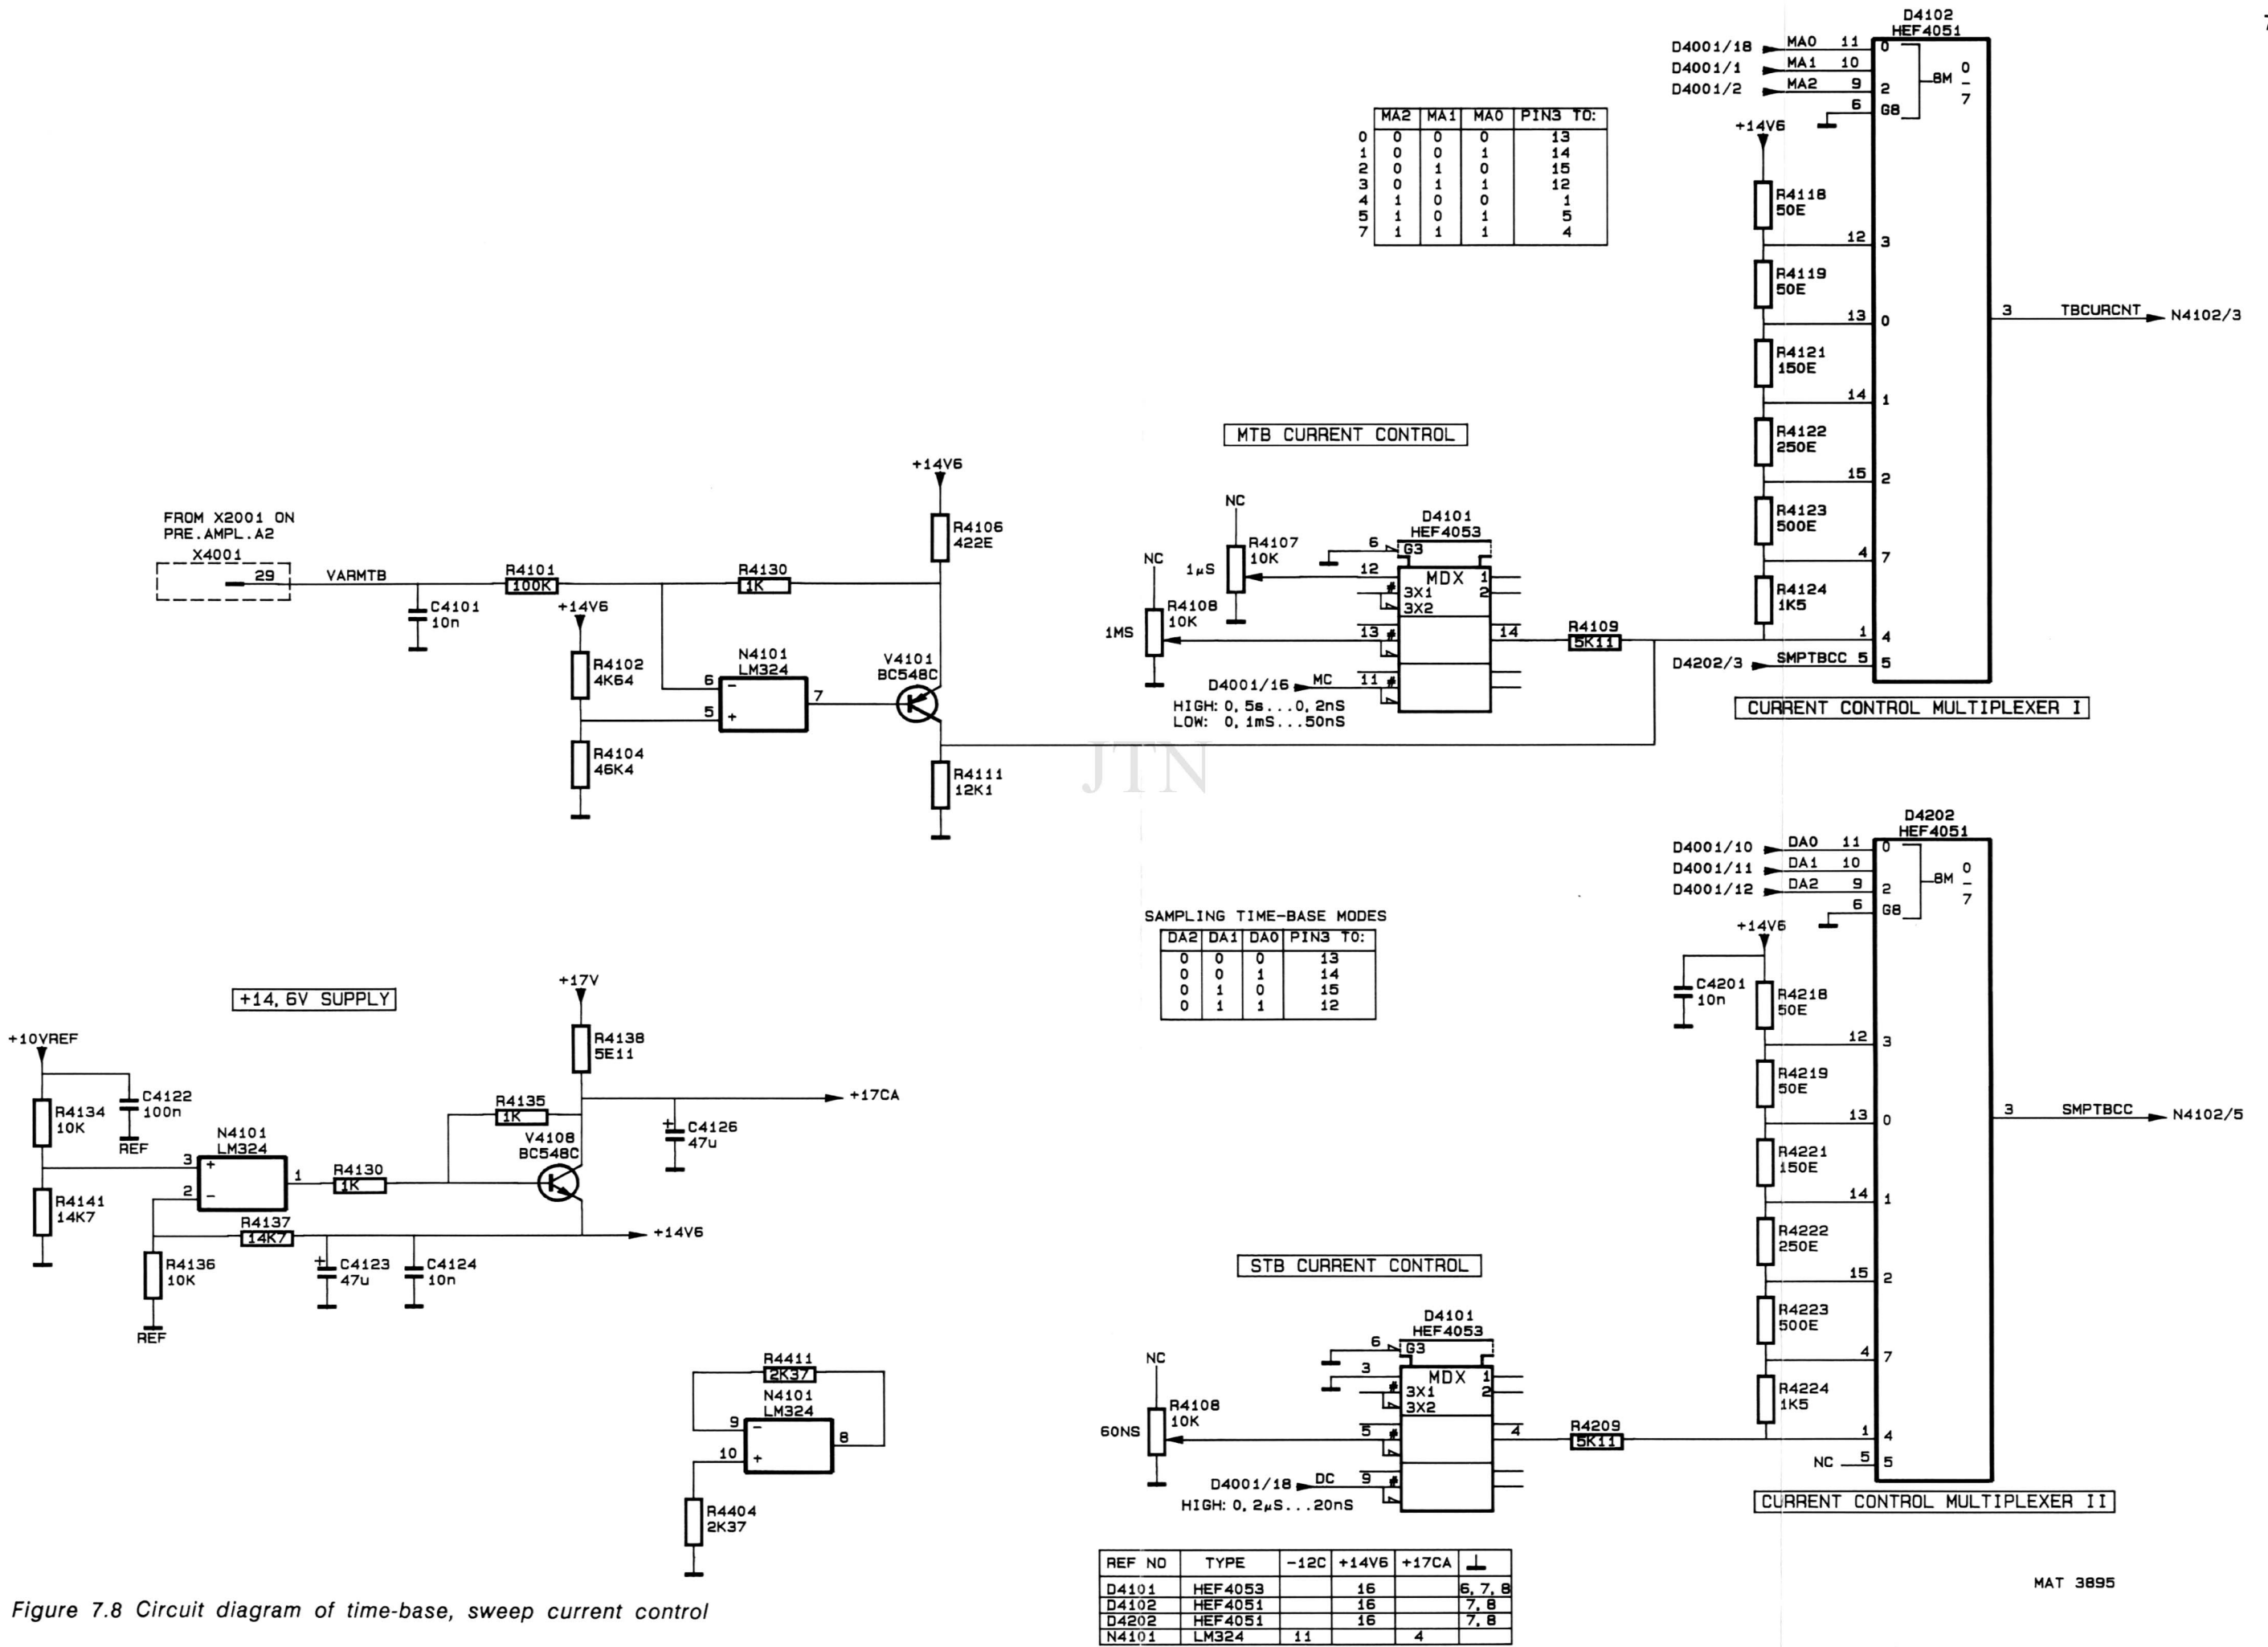 7
D4102
HEF4051
D4001/18 MA0 11 0
D4001/1 MA1 10
D4001/2 MA2 9 2
6 G8
8M 0 - 7
+14V6
MA2 MA1 MA0 PIN3 TO:
0 0 0 0 13
1 0 0 1 14
2 0 1 0 15
3 0 1 1 12
4 1 0 0 1
5 1 0 1 5
7 1 1 1 4
R4118
50E
12 3
R4119
50E
13 0
3 TBCURCNT N4102/3
R4121
150E
14 1
R4122
250E
15 2
R4123
500E
4 7
R4124
1K5
1 4
D4202/3 SMPTBCC 5 5
CURRENT CONTROL MULTIPLEXER I
MTB CURRENT CONTROL
NC
R4107
10K
1µS
NC
R4108
10K
1MS
D4101
HEF4053
6 G3
12 MDX 1
# 3X1 2
3X2
13 # 14
R4109
5K11
D4001/16 MC 11 #
HIGH: 0,5s...0,2nS
LOW: 0,1mS...50nS
FROM X2001 ON
PRE.AMPL.A2
X4001
29 VARMTB
C4101
10n
R4101
100K
R4130
1K
+14V6
R4106
422E
+14V6
R4102
4K64
R4104
46K4
N4101
LM324
6 -
5 +
7
V4101
BC548C
R4111
12K1
JTN
D4202
HEF4051
D4001/10 DA0 11 0
D4001/11 DA1 10
D4001/12 DA2 9 2
6 G8
8M 0 - 7
+14V6
C4201
10n
R4218
50E
12 3
R4219
50E
13 0
3 SMPTBCC N4102/5
R4221
150E
14 1
R4222
250E
15 2
R4223
500E
4 7
R4224
1K5
1 4
NC 5 5
CURRENT CONTROL MULTIPLEXER II
SAMPLING TIME-BASE MODES
DA2 DA1 DA0 PIN3 TO:
0 0 0 13
0 0 1 14
0 1 0 15
0 1 1 12
+14,6V SUPPLY
+17V
R4138
5E11
+10VREF
C4122
100n
REF
R4134
10K
R4141
14K7
N4101
LM324
3 +
2 -
1
R4130
1K
R4135
1K
V4108
BC548C
+17CA
C4126
47u
R4137
14K7
+14V6
R4136
10K
REF
C4123
47u
C4124
10n
R4411
2K37
N4101
LM324
9 -
10 +
8
R4404
2K37
STB CURRENT CONTROL
D4101
HEF4053
6 G3
3 MDX 1
# 3X1 2
3X2
NC
R4108
10K
60NS
5 # 4
R4209
5K11
D4001/18 DC 9 #
HIGH: 0,2µS...20nS
REF NO TYPE -12C +14V6 +17CA ⊥
D4101 HEF4053 16 6,7,8
D4102 HEF4051 16 7,8
D4202 HEF4051 16 7,8
N4101 LM324 11 4
MAT 3895
Figure 7.8 Circuit diagram of time-base, sweep current control